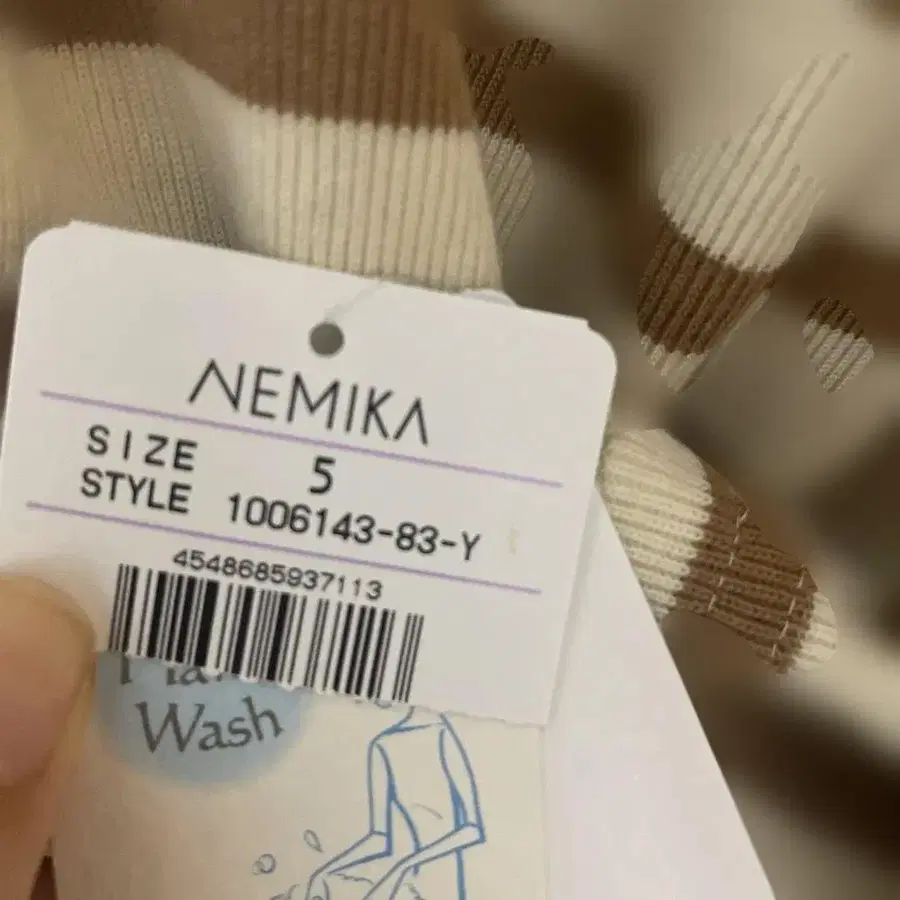 NEMIKA
SIZE 5
STYLE 1006143-83-Y
4548685937113
Wash